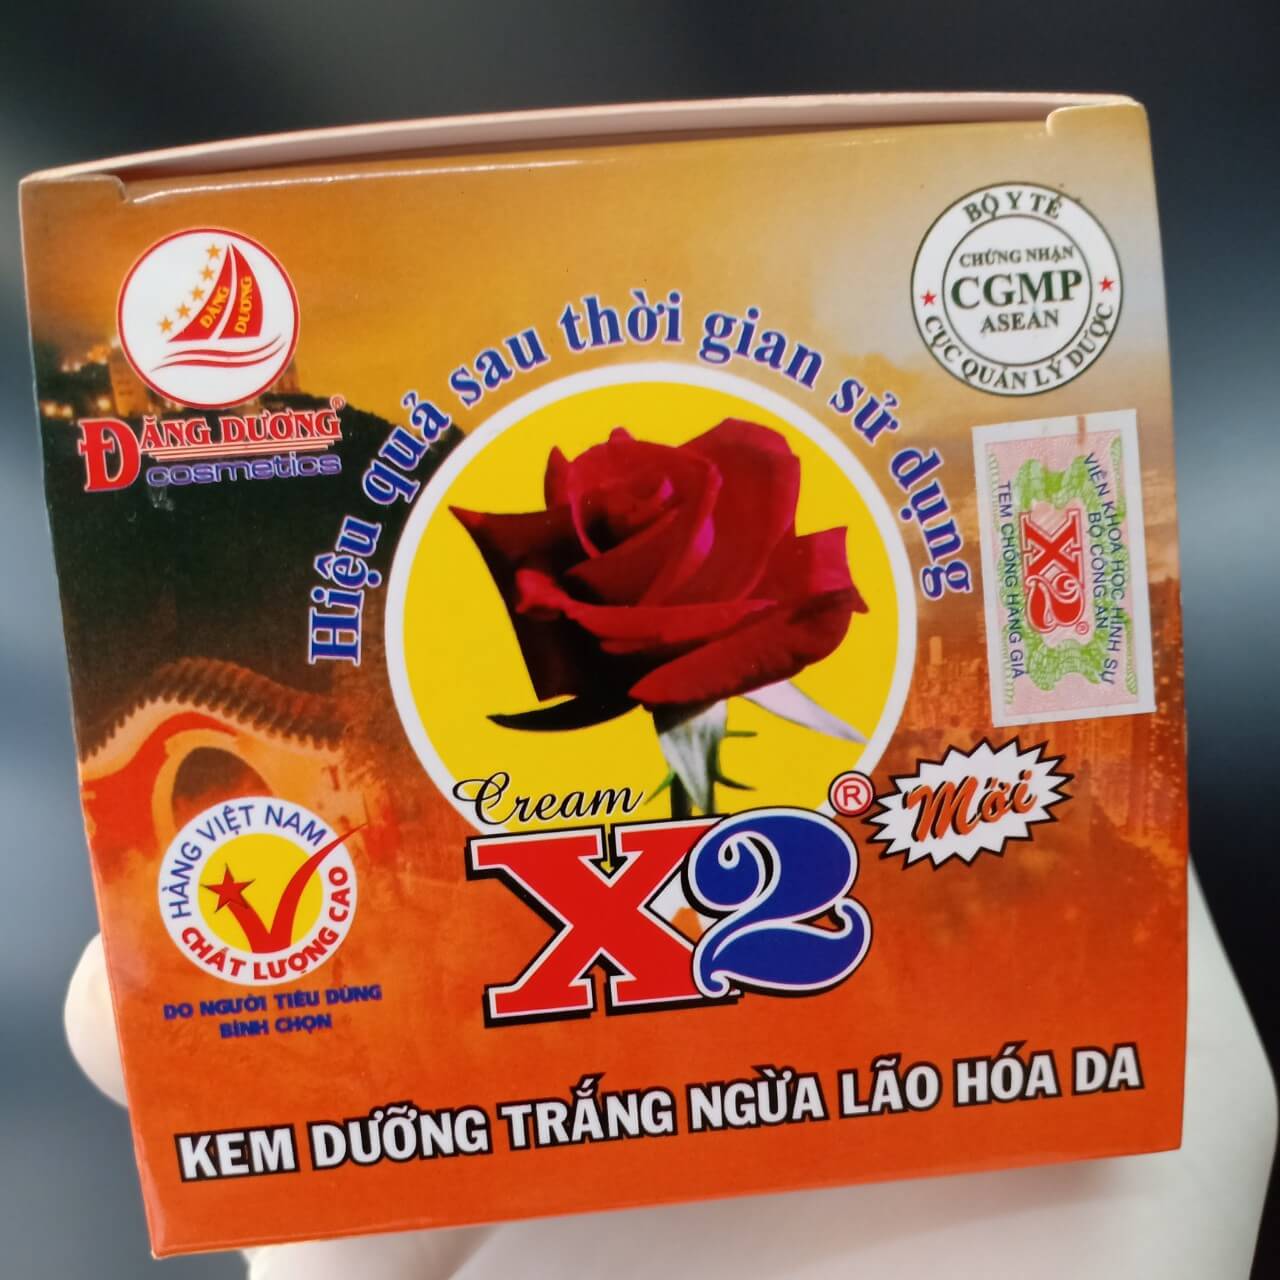 ĐĂNG
DƯƠNG
ĐĂNG DƯƠNG®
cosmetics
BỘ Y TẾ
CHỨNG NHẬN
CGMP
ASEAN
CỤC QUẢN LÝ DƯỢC
Hiệu quả sau thời gian sử dụng
VIỆN KHOA HỌC HÌNH SỰ
BỘ CÔNG AN
X2®
TEM CHỐNG HÀNG GIẢ
Cream
X2®
Mới
HÀNG VIỆT NAM
CHẤT LƯỢNG CAO
DO NGƯỜI TIÊU DÙNG
BÌNH CHỌN
KEM DƯỠNG TRẮNG NGỪA LÃO HÓA DA